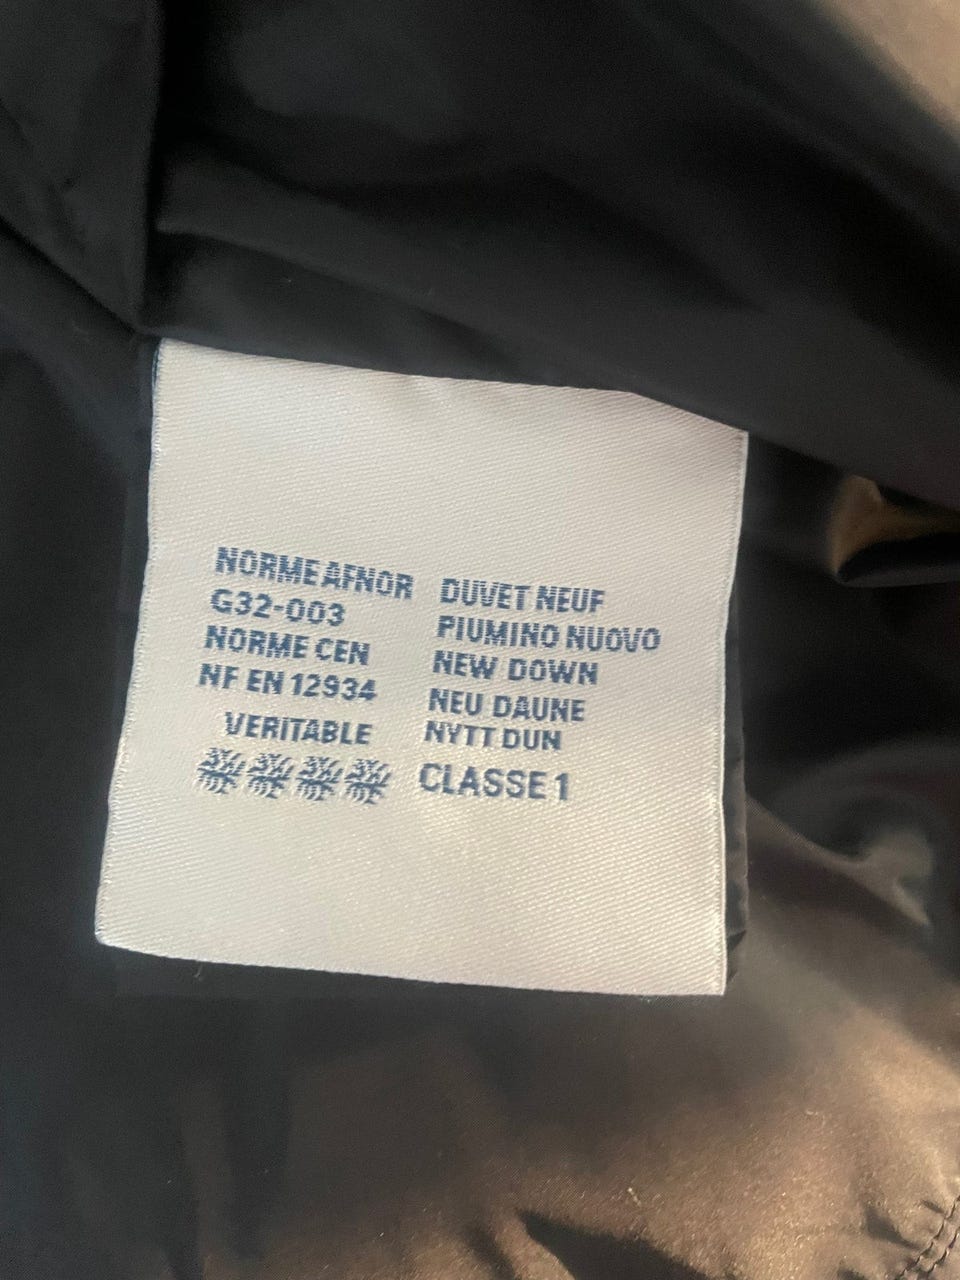 NORME AFNOR
G32-003
NORME CEN
NF EN 12934
VERITABLE
DUVET NEUF
PIUMINO NUOVO
NEW DOWN
NEU DAUNE
NYTT DUN
CLASSE 1